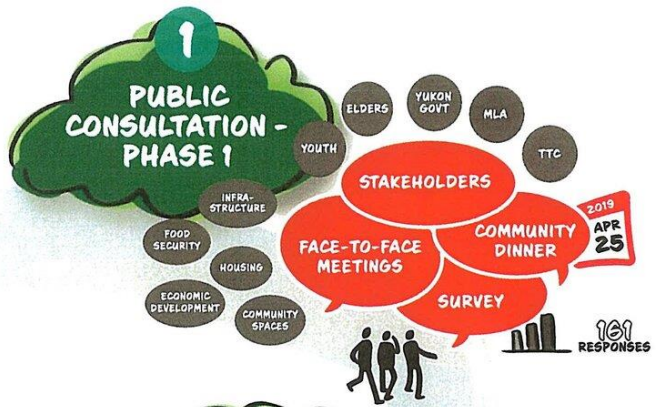 1
PUBLIC
CONSULTATION -
PHASE 1
YOUTH
ELDERS
YUKON
GOVT
MLA
TTC
STAKEHOLDERS
INFRA-
STRUCTURE
FOOD
SECURITY
HOUSING
ECONOMIC
DEVELOPMENT
COMMUNITY
SPACES
FACE-TO-FACE
MEETINGS
COMMUNITY
DINNER
2019
APR
25
SURVEY
161
RESPONSES